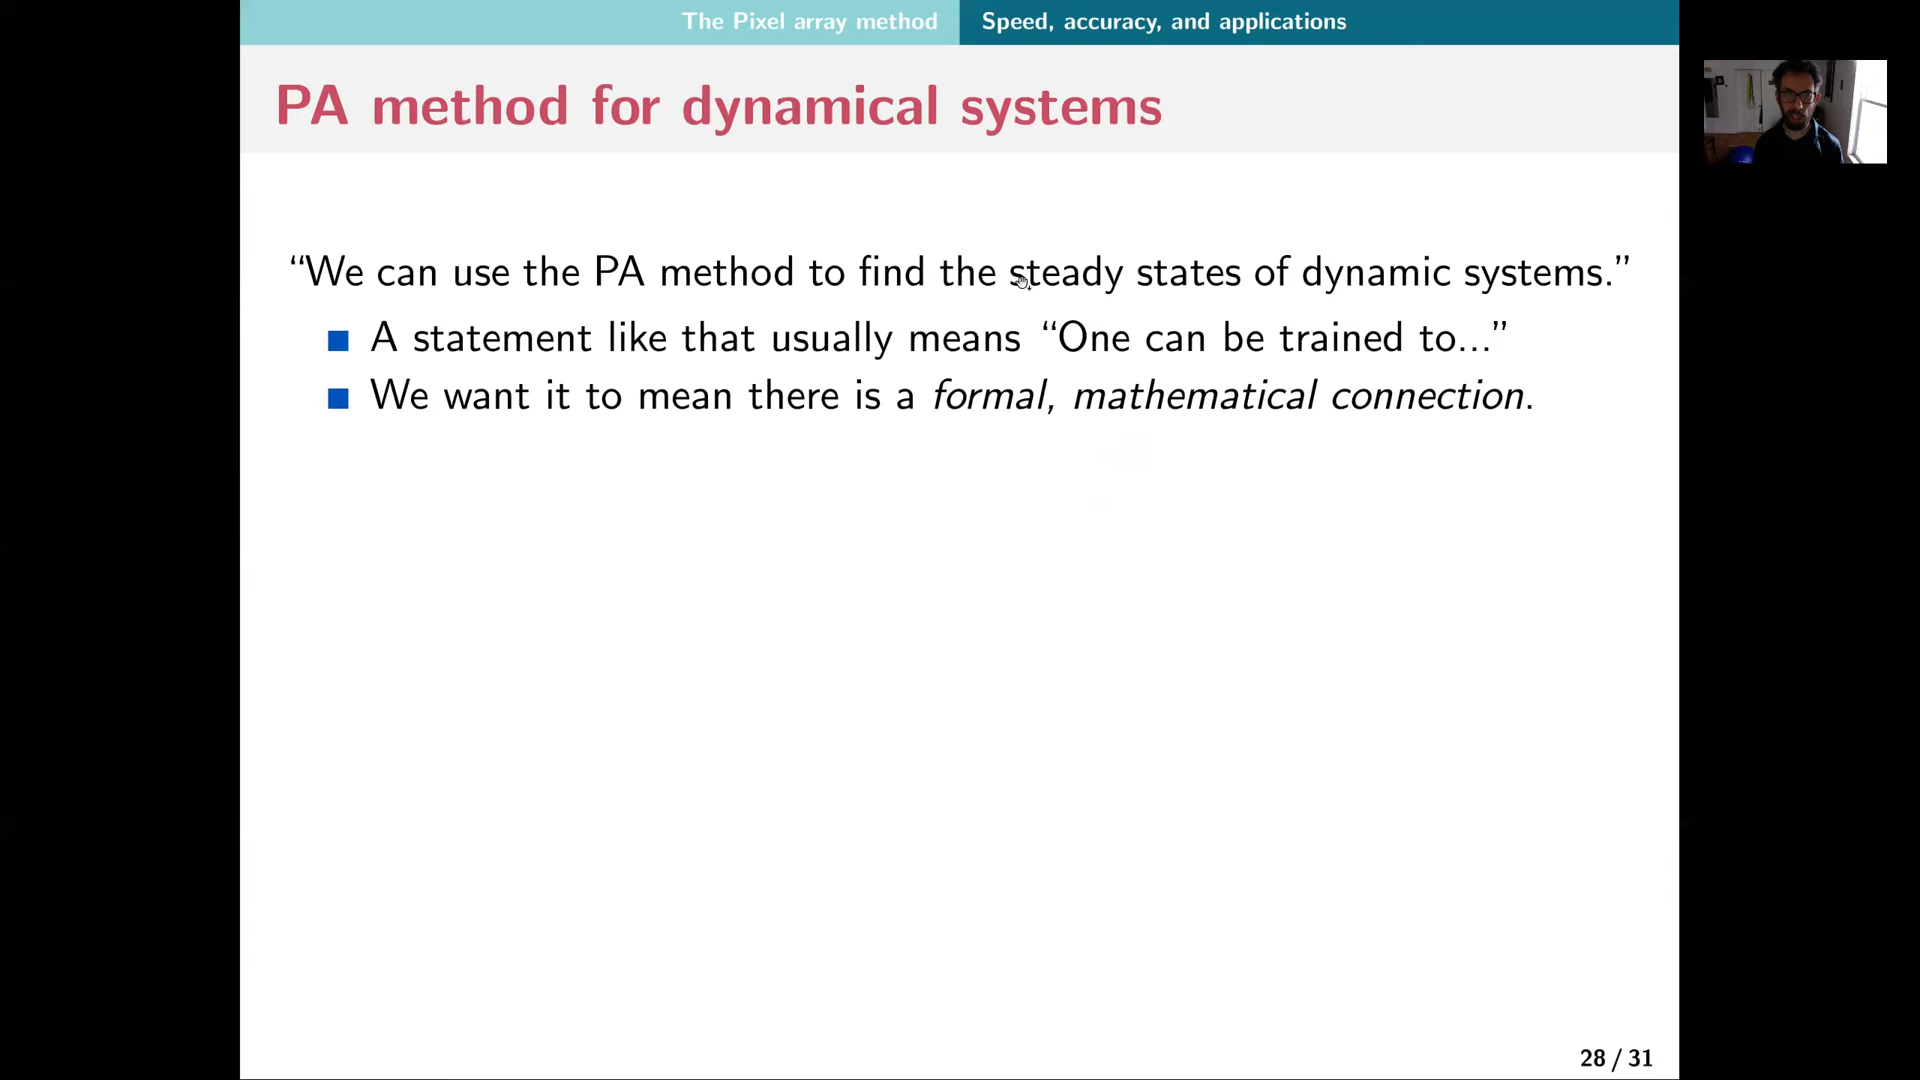 The Pixel array method
Speed, accuracy, and applications
PA method for dynamical systems
“We can use the PA method to find the steady states of dynamic systems.”
A statement like that usually means “One can be trained to...”
We want it to mean there is a formal, mathematical connection.
28 / 31